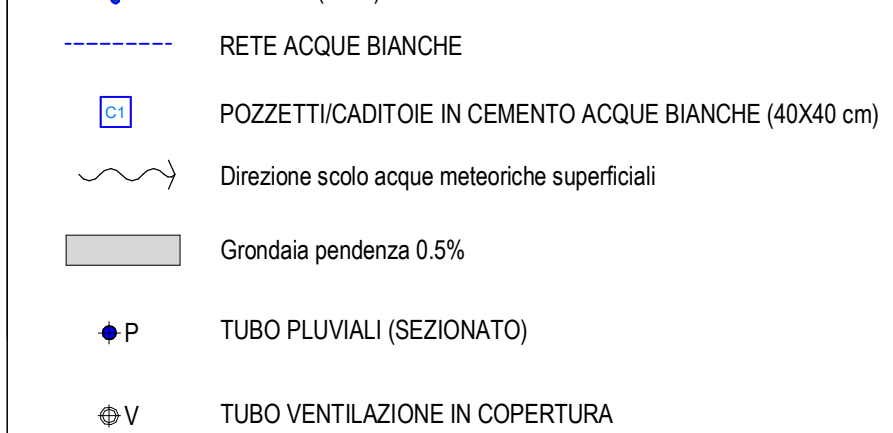 RETE ACQUE BIANCHE
C1 POZZETTI/CADITOIE IN CEMENTO ACQUE BIANCHE (40X40 cm)
Direzione scolo acque meteoriche superficiali
Grondaia pendenza 0.5%
P TUBO PLUVIALI (SEZIONATO)
V TUBO VENTILAZIONE IN COPERTURA